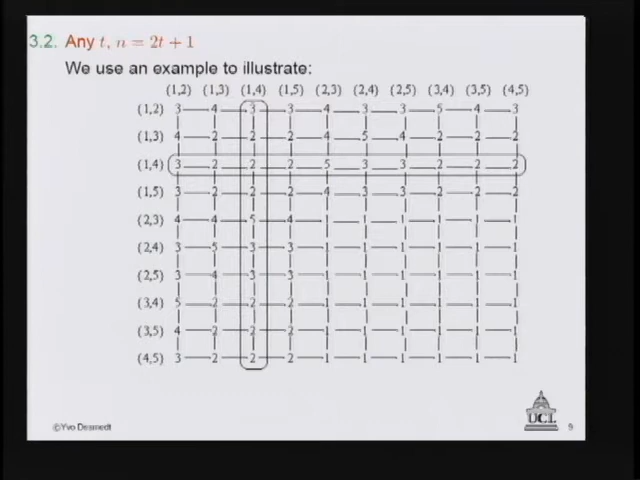 3.2. Any t, n = 2t + 1
We use an example to illustrate:
(1,2) (1,3) (1,4) (1,5) (2,3) (2,4) (2,5) (3,4) (3,5) (4,5)
(1,2) 3 4 3 3 4 3 3 5 4 3
(1,3) 4 2 2 2 4 5 4 2 2 2
(1,4) 3 2 2 2 5 3 3 2 2 2
(1,5) 3 2 2 2 4 3 3 2 2 2
(2,3) 4 4 5 4 1 1 1 1 1 1
(2,4) 3 5 3 3 1 1 1 1 1 1
(2,5) 3 4 3 3 1 1 1 1 1 1
(3,4) 5 2 2 2 1 1 1 1 1 1
(3,5) 4 2 2 2 1 1 1 1 1 1
(4,5) 3 2 2 2 1 1 1 1 1 1
©Yvo Desmedt
UCL
9